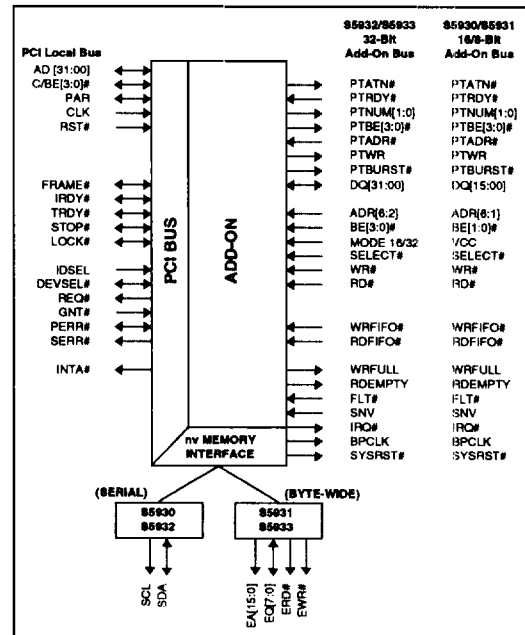 S5932/S5933 S5930/S5931
32-Bit 16/8-Bit
PCI Local Bus Add-On Bus Add-On Bus
AD [31:00]
C/BE[3:0]# PTATN# PTATN#
PAR PTRDY# PTRDY#
CLK PTNUM[1:0] PTNUM[1:0]
RST# PTBE[3:0]# PTBE[3:0]#
PTADR# PTADR#
PTWR PTWR
PTBURST# PTBURST#
FRAME# DQ[31:00] DQ[15:00]
IRDY#
TRDY# ADR[6:2] ADR[6:1]
STOP# BE[3:0]# BE[1:0]#
LOCK# MODE 16/32 VCC
SELECT# SELECT#
IDSEL WR# WR#
DEVSEL# RD# RD#
REQ#
GNT#
PERR# WRFIFO# WRFIFO#
SERR# RDFIFO# RDFIFO#
INTA# WRFULL WRFULL
RDEMPTY RDEMPTY
FLT# FLT#
SNV SNV
IRQ# IRQ#
BPCLK BPCLK
SYSRST# SYSRST#
PCI BUS
ADD-ON
nv MEMORY
INTERFACE
(SERIAL) (BYTE-WIDE)
S5930 S5931
S5932 S5933
SCL
SDA
EA[15:0]
EQ[7:0]
ERD#
EWR#